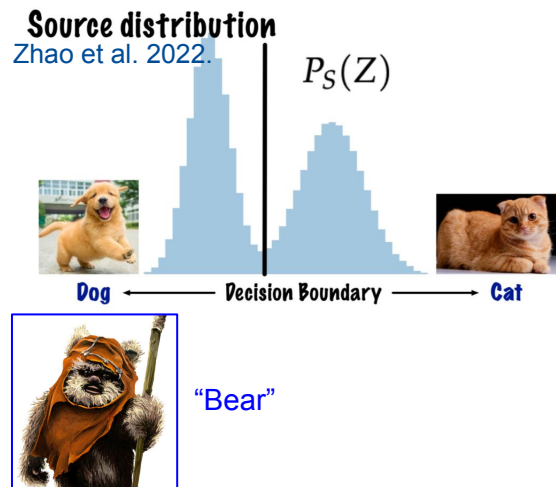 Source distribution
Zhao et al. 2022.
P_S(Z)
Dog
Decision Boundary
Cat
“Bear”